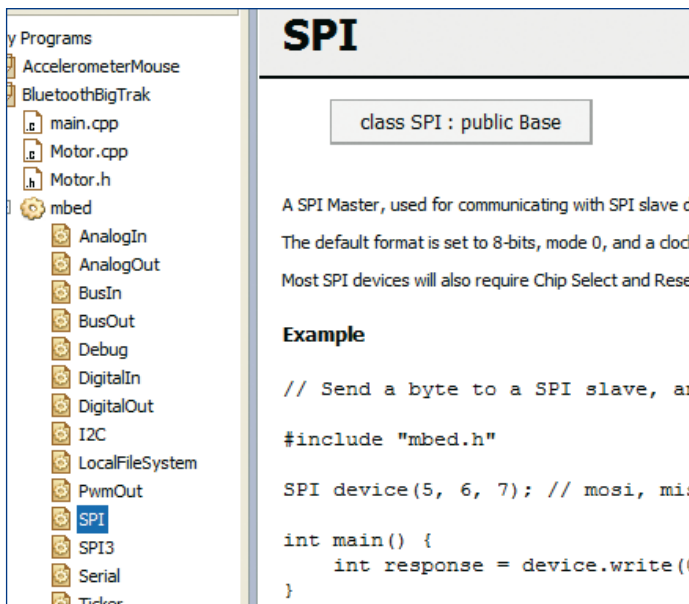 y Programs
AccelerometerMouse
BluetoothBigTrak
.c main.cpp
.c Motor.cpp
.h Motor.h
mbed
AnalogIn
AnalogOut
BusIn
BusOut
Debug
DigitalIn
DigitalOut
I2C
LocalFileSystem
PwmOut
SPI
SPI3
Serial
Ticker
SPI
class SPI : public Base
A SPI Master, used for communicating with SPI slave
The default format is set to 8-bits, mode 0, and a
Most SPI devices will also require Chip Select and
Example
// Send a byte to a SPI slave,
#include "mbed.h"
SPI device(5, 6, 7); // mosi,
int main() {
int response = device.write(
}